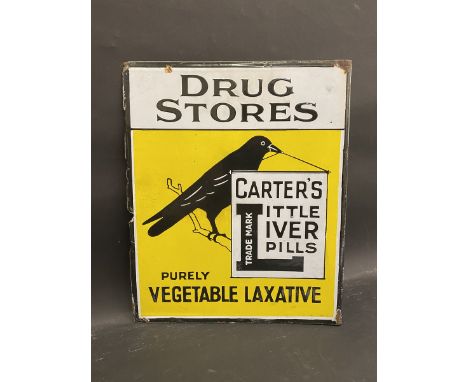 DRUG
STORES
CARTER'S
LITTLE
LIVER
PILLS
TRADE MARK
PURELY
VEGETABLE LAXATIVE